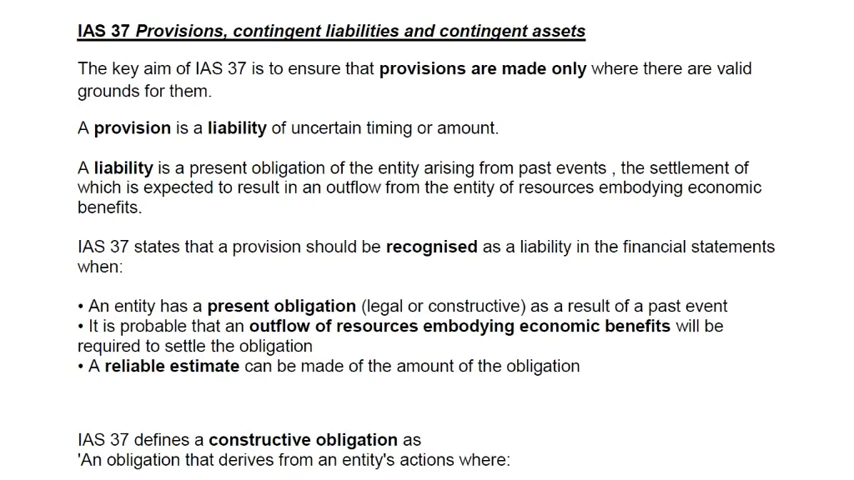 IAS 37 Provisions, contingent liabilities and contingent assets
The key aim of IAS 37 is to ensure that provisions are made only where there are valid
grounds for them.
A provision is a liability of uncertain timing or amount.
A liability is a present obligation of the entity arising from past events , the settlement of
which is expected to result in an outflow from the entity of resources embodying economic
benefits.
IAS 37 states that a provision should be recognised as a liability in the financial statements
when:
• An entity has a present obligation (legal or constructive) as a result of a past event
• It is probable that an outflow of resources embodying economic benefits will be
required to settle the obligation
• A reliable estimate can be made of the amount of the obligation
IAS 37 defines a constructive obligation as
'An obligation that derives from an entity's actions where: